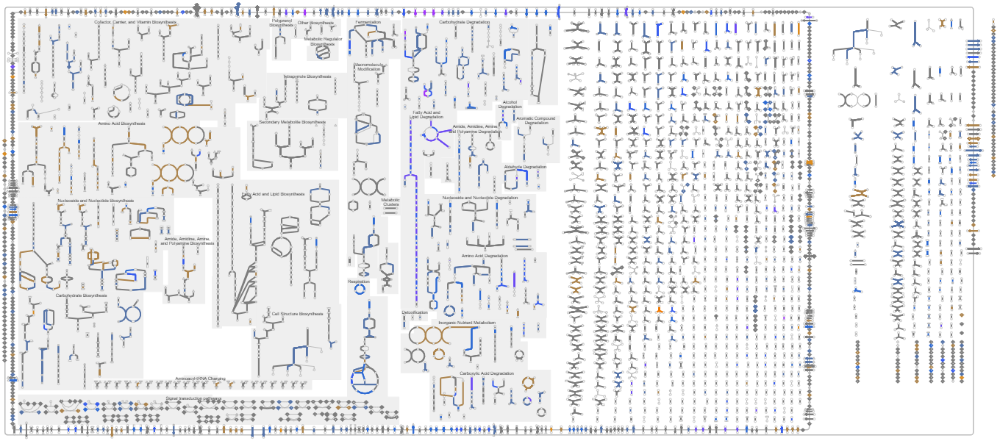 Cofactor, Carrier, and Vitamin Biosynthesis
Polyprenyl
Biosynthesis
Other Biosynthesis
Metabolic Regulator
Biosynthesis
Fermentation
Carbohydrate Degradation
Macromolecule
Modification
Tetrapyrrole Biosynthesis
Alcohol
Degradation
Fatty Acid and
Lipid Degradation
Aromatic Compound
Degradation
Amino Acid Biosynthesis
Secondary Metabolite Biosynthesis
Amide, Amidine, Amine,
and Polyamine Degradation
Aldehyde Degradation
Fatty Acid and Lipid Biosynthesis
Nucleoside and Nucleotide Biosynthesis
Metabolic
Clusters
Nucleoside and Nucleotide Degradation
Amide, Amidine, Amine,
and Polyamine Biosynthesis
Amino Acid Degradation
Respiration
Carbohydrate Biosynthesis
Cell Structure Biosynthesis
Detoxification
Inorganic Nutrient Metabolism
Carboxylic Acid Degradation
Aminoacyl-tRNA Charging
Signal transduction pathways